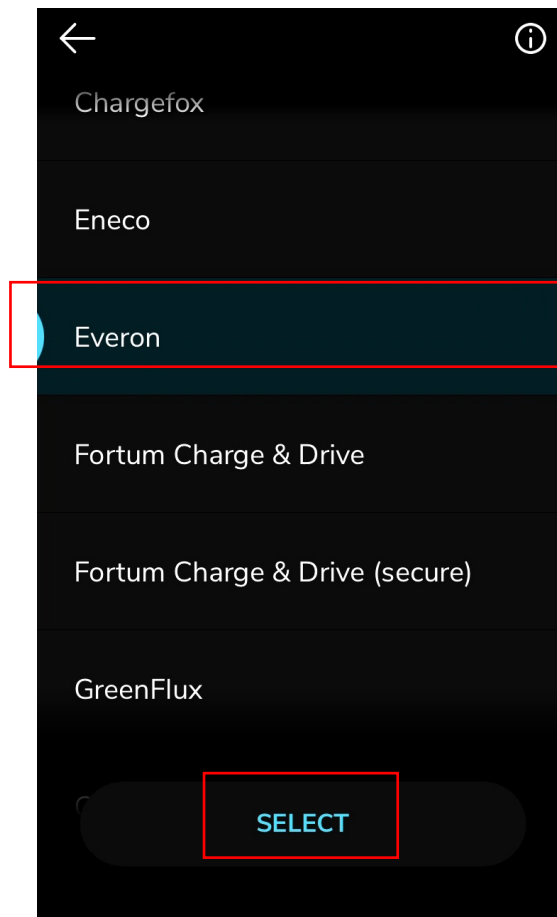 Chargefox
Eneco
Everon
Fortum Charge & Drive
Fortum Charge & Drive (secure)
GreenFlux
SELECT